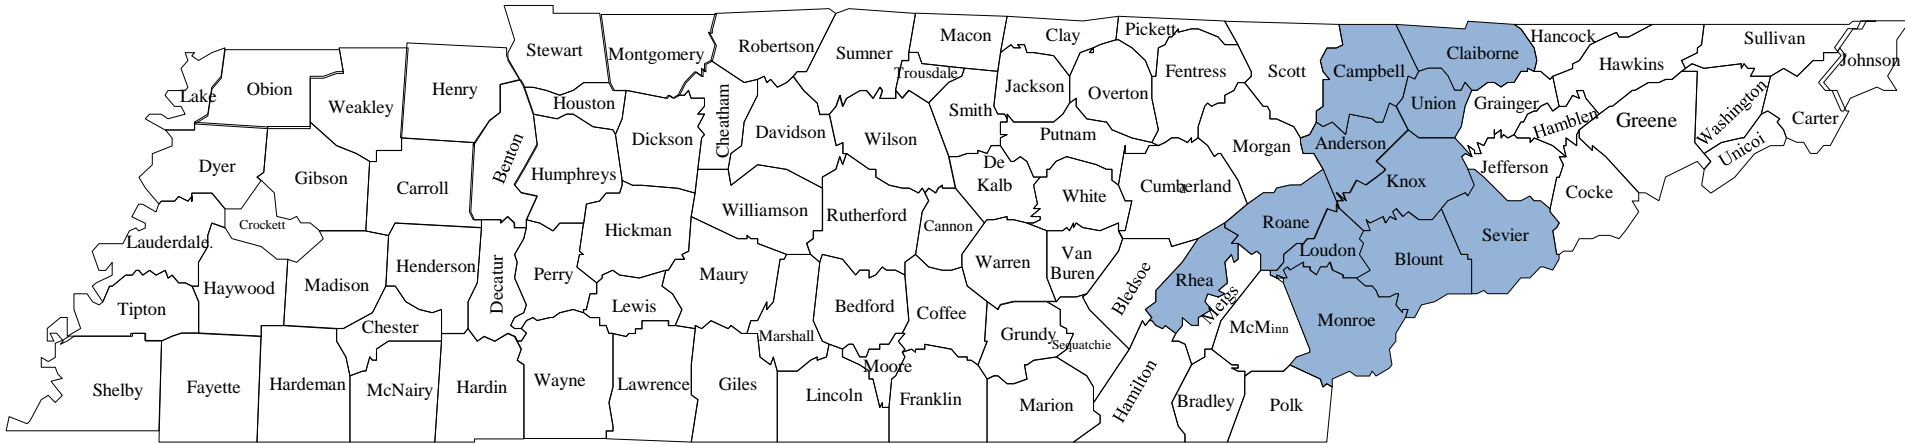 Lake
Obion
Weakley
Henry
Stewart
Montgomery
Robertson
Sumner
Macon
Trousdale
Clay
Pickett
Jackson
Overton
Fentress
Scott
Campbell
Claiborne
Hancock
Hawkins
Sullivan
Johnson
Dyer
Gibson
Crockett
Carroll
Benton
Houston
Humphreys
Dickson
Cheatham
Davidson
Wilson
Smith
De
Kalb
Putnam
White
Cumberland
Morgan
Anderson
Union
Grainger
Hamblen
Jefferson
Greene
Washington
Unicoi
Carter
Cocke
Sevier
Knox
Blount
Loudon
Roane
Rhea
Meigs
Monroe
McMinn
Lauderdale.
Haywood
Madison
Henderson
Decatur
Perry
Hickman
Williamson
Rutherford
Cannon
Warren
Van
Buren
Bledsoe
Tipton
Chester
Lewis
Maury
Marshall
Bedford
Coffee
Grundy
Sequatchie
Shelby
Fayette
Hardeman
McNairy
Hardin
Wayne
Lawrence
Giles
Lincoln
Moore
Franklin
Marion
Hamilton
Bradley
Polk